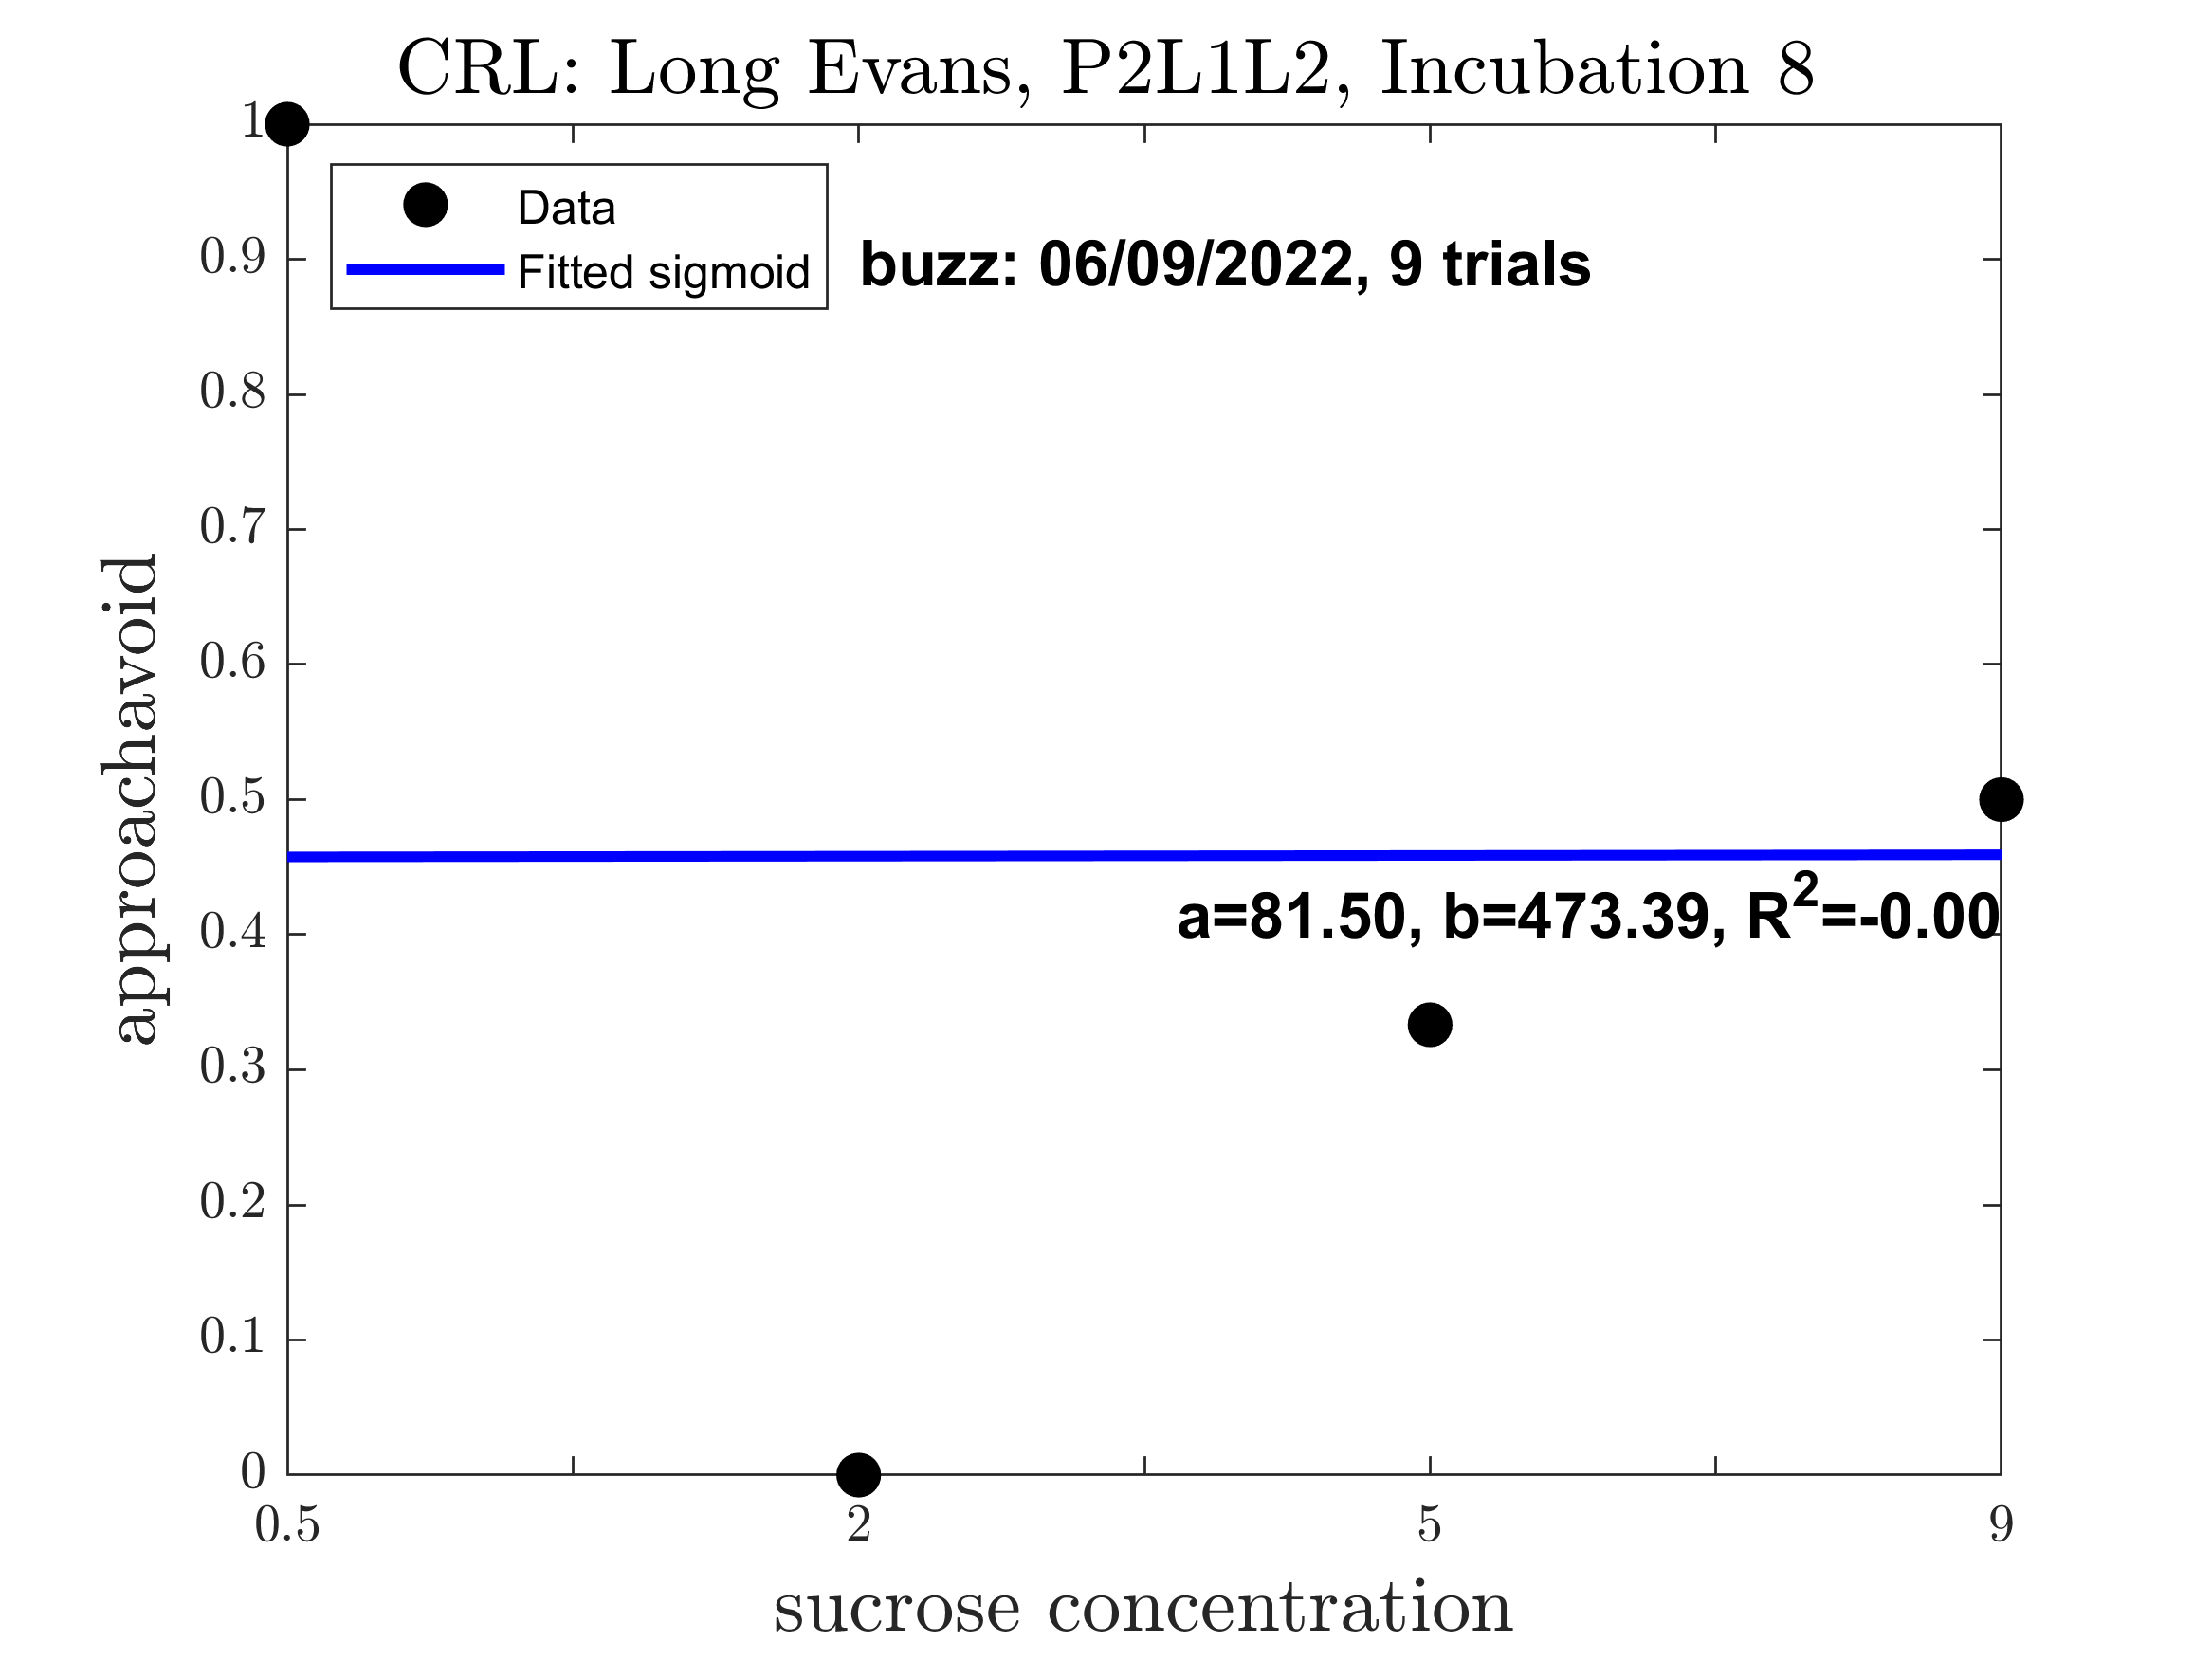 CRL: Long Evans, P2L1L2, Incubation 8
1
Data
Fitted sigmoid
buzz: 06/09/2022, 9 trials
0.9
0.8
0.7
0.6
0.5
0.4
0.3
0.2
0.1
0
approachavoid
a=81.50, b=473.39, R²=-0.00
0.5 2 5 9
sucrose concentration